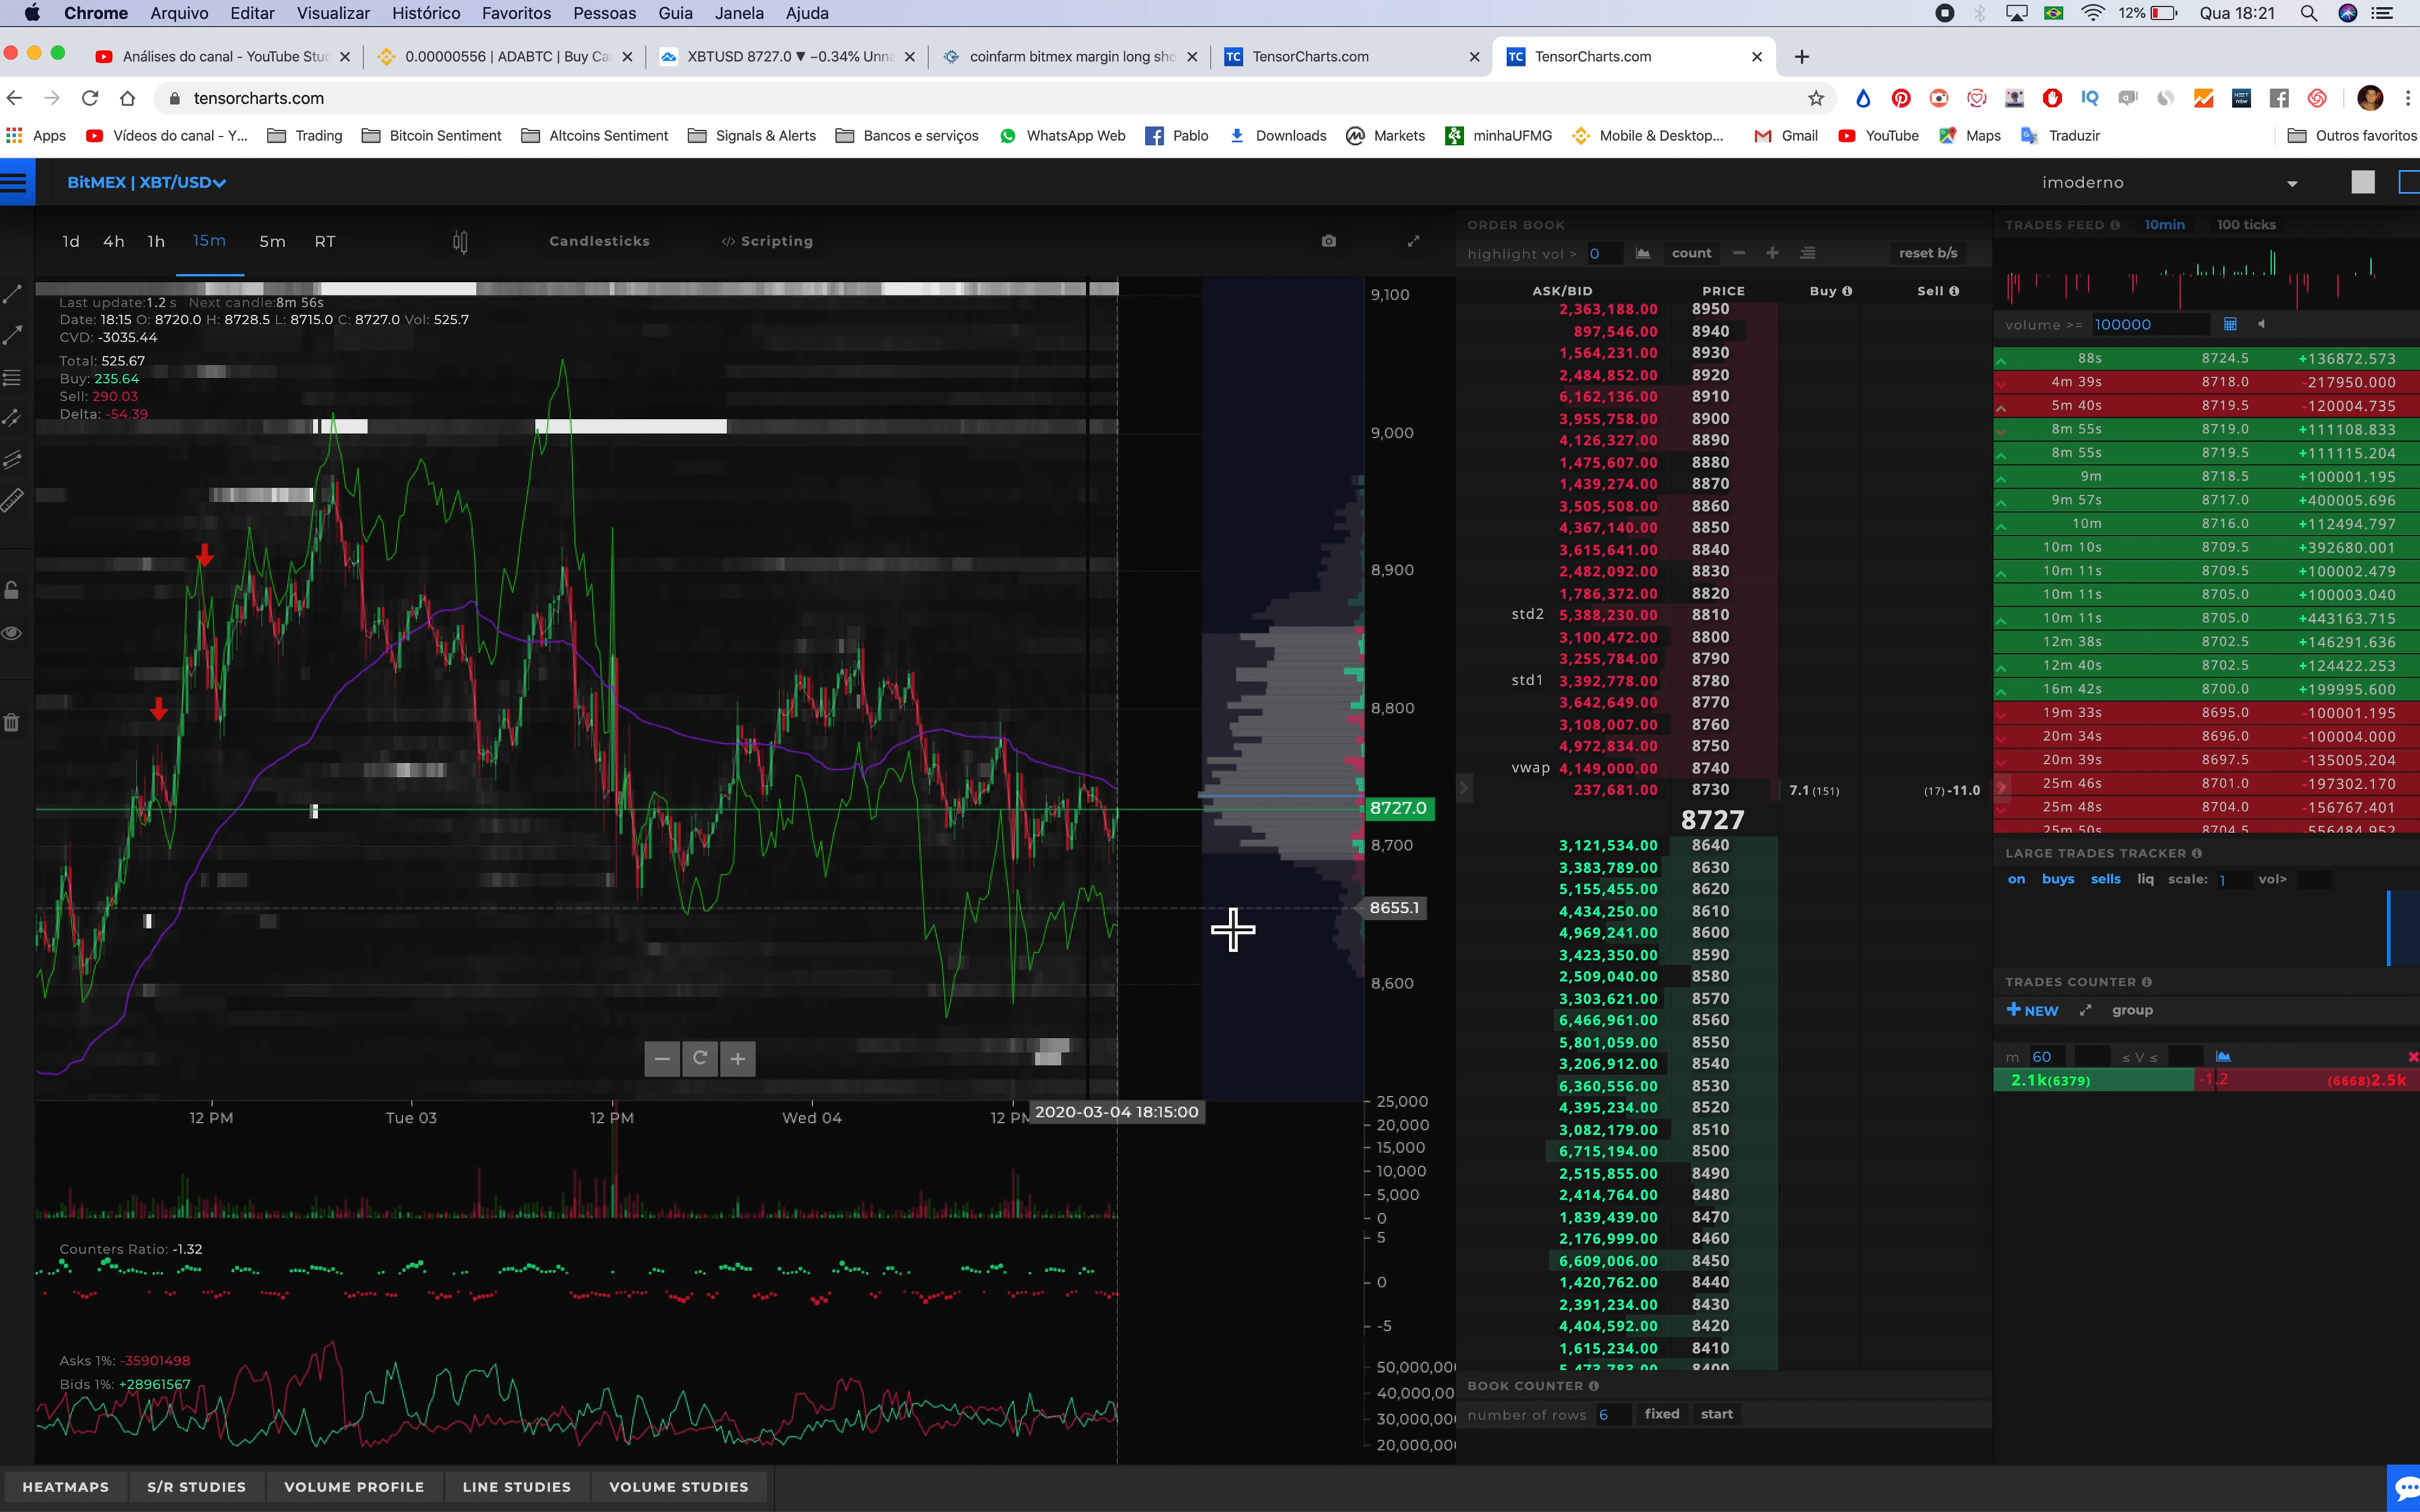 Chrome Arquivo Editar Visualizar Histórico Favoritos Pessoas Guia Janela Ajuda 12% Qua 18:21
Análises do canal - YouTube Stu 0.00000556 | ADABTC | Buy Ca XBTUSD 8727.0 ▼ −0.34% Unna coinfarm bitmex margin long sho TC TensorCharts.com TC TensorCharts.com
tensorcharts.com
Apps Vídeos do canal - Y... Trading Bitcoin Sentiment Altcoins Sentiment Signals & Alerts Bancos e serviços WhatsApp Web Pablo Downloads Markets minhaUFMG Mobile & Desktop... Gmail YouTube Maps Traduzir Outros favoritos
BitMEX | XBT/USD imoderno
1d 4h 1h 15m 5m RT Candlesticks </> Scripting
Last update:1.2 s Next candle:8m 56s
Date: 18:15 O: 8720.0 H: 8728.5 L: 8715.0 C: 8727.0 Vol: 525.7
CVD: -3035.44
Total: 525.67
Buy: 235.64
Sell: 290.03
Delta: -54.39
9,100
9,000
8,900
8,800
8727.0
8,700
8655.1
8,600
12 PM Tue 03 12 PM Wed 04 12 PM 2020-03-04 18:15:00
25,000
20,000
15,000
10,000
5,000
0
Counters Ratio: -1.32
5
0
-5
Asks 1%: -35901498
Bids 1%: +28961567
50,000,00
40,000,00
30,000,00
20,000,00
HEATMAPS S/R STUDIES VOLUME PROFILE LINE STUDIES VOLUME STUDIES
ORDER BOOK
highlight vol > 0 count − + reset b/s
ASK/BID PRICE Buy Sell
2,363,188.00 8950
897,546.00 8940
1,564,231.00 8930
2,484,852.00 8920
6,162,136.00 8910
3,955,758.00 8900
4,126,327.00 8890
1,475,607.00 8880
1,439,274.00 8870
3,505,508.00 8860
4,367,140.00 8850
3,615,641.00 8840
2,482,092.00 8830
1,786,372.00 8820
std2 5,388,230.00 8810
3,100,472.00 8800
3,255,784.00 8790
std1 3,392,778.00 8780
3,642,649.00 8770
3,108,007.00 8760
4,972,834.00 8750
vwap 4,149,000.00 8740
237,681.00 8730 7.1 (151) (17) -11.0
8727
3,121,534.00 8640
3,383,789.00 8630
5,155,455.00 8620
4,434,250.00 8610
4,969,241.00 8600
3,423,350.00 8590
2,509,040.00 8580
3,303,621.00 8570
6,466,961.00 8560
5,801,059.00 8550
3,206,912.00 8540
6,360,556.00 8530
4,395,234.00 8520
3,082,179.00 8510
6,715,194.00 8500
2,515,855.00 8490
2,414,764.00 8480
1,839,439.00 8470
2,176,999.00 8460
6,609,006.00 8450
1,420,762.00 8440
2,391,234.00 8430
4,404,592.00 8420
1,615,234.00 8410
5,473,783.00 8400
BOOK COUNTER
number of rows 6 fixed start
TRADES FEED 10min 100 ticks
volume >= 100000
88s 8724.5 +136872.573
4m 39s 8718.0 -217950.000
5m 40s 8719.5 -120004.735
8m 55s 8719.0 +111108.833
8m 55s 8719.5 +111115.204
9m 8718.5 +100001.195
9m 57s 8717.0 +400005.696
10m 8716.0 +112494.797
10m 10s 8709.5 +392680.001
10m 11s 8709.5 +100002.479
10m 11s 8705.0 +100003.040
10m 11s 8705.0 +443163.715
12m 38s 8702.5 +146291.636
12m 40s 8702.5 +124422.253
16m 42s 8700.0 +199995.600
19m 33s 8695.0 -100001.195
20m 34s 8696.0 -100004.000
20m 39s 8697.5 -135005.204
25m 46s 8701.0 -197302.170
25m 48s 8704.0 -156767.401
25m 50s 8704.5 -556484.952
LARGE TRADES TRACKER
on buys sells liq scale: 1 vol>
TRADES COUNTER
+ NEW group
m 60 ≤ V ≤
2.1k(6379) -1.2 (6668)2.5k